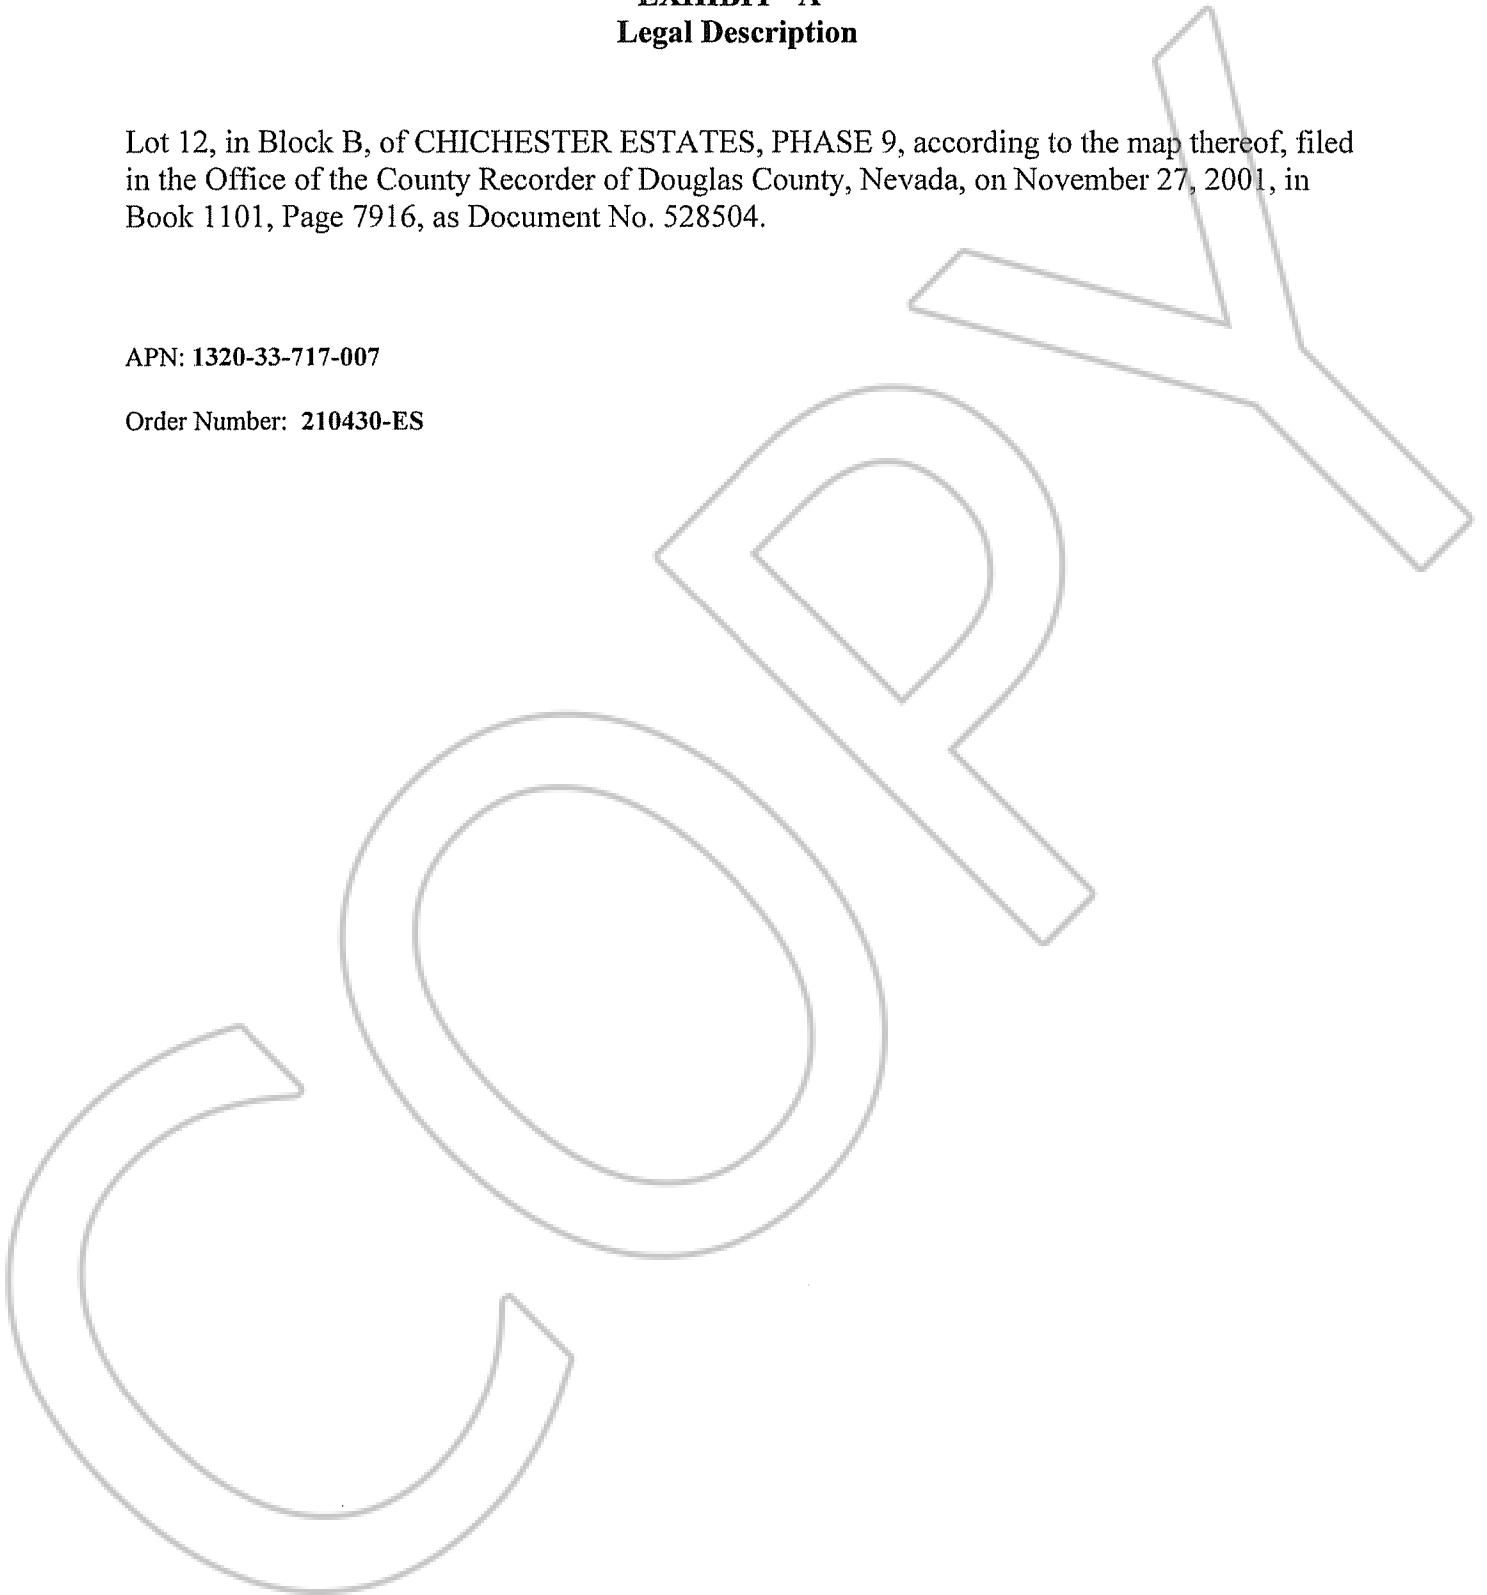 EXHIBIT "A"
Legal Description
Lot 12, in Block B, of CHICHESTER ESTATES, PHASE 9, according to the map thereof, filed
in the Office of the County Recorder of Douglas County, Nevada, on November 27, 2001, in
Book 1101, Page 7916, as Document No. 528504.
APN: 1320-33-717-007
Order Number: 210430-ES
COPY